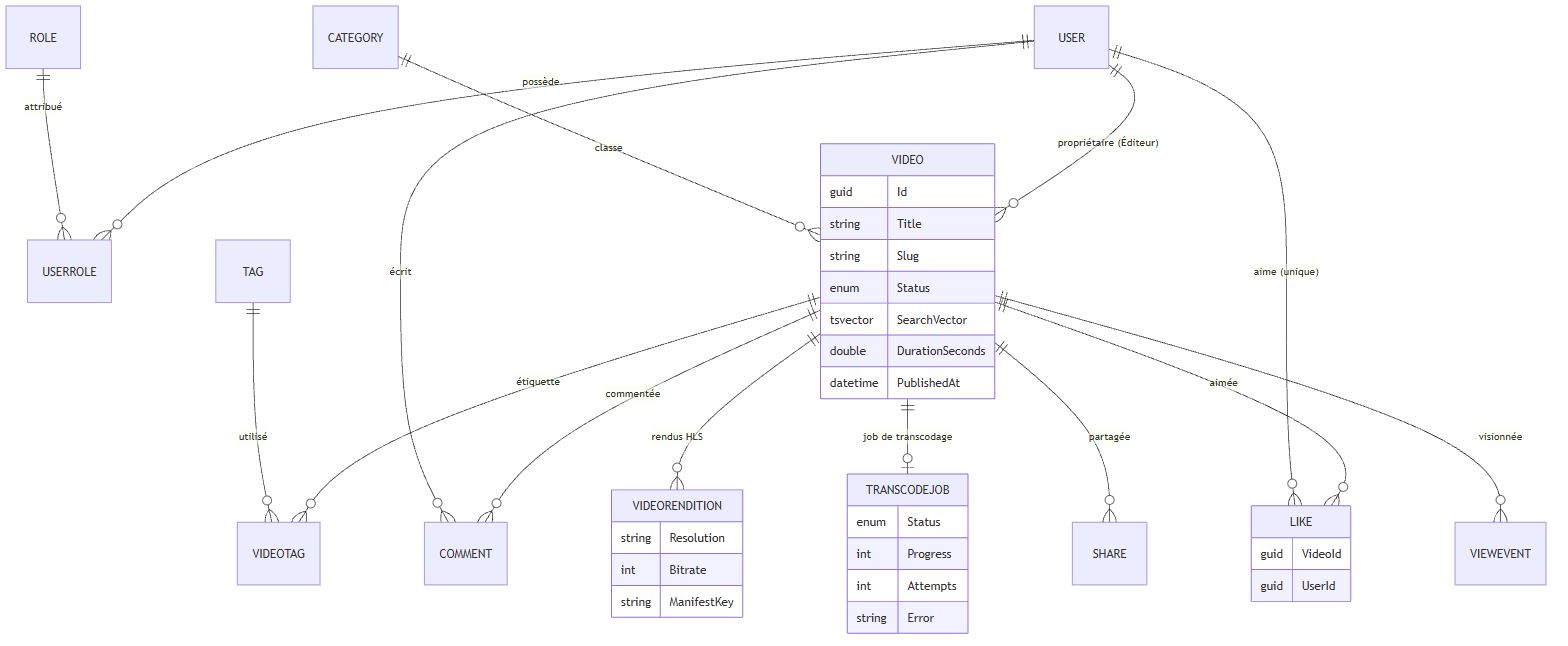 ROLE
CATEGORY
USER
possède
attribué
propriétaire (Éditeur)
classe
VIDEO
guid Id
string Title
string Slug
enum Status
tsvector SearchVector
double DurationSeconds
datetime PublishedAt
USERROLE
TAG
écrit
aime (unique)
étiquette
aimée
commentée
utilisé
rendus HLS
job de transcodage
partagée
visionnée
VIDEOTAG
COMMENT
VIDEORENDITION
string Resolution
int Bitrate
string ManifestKey
TRANSCODEJOB
enum Status
int Progress
int Attempts
string Error
SHARE
LIKE
guid VideoId
guid UserId
VIEWEVENT